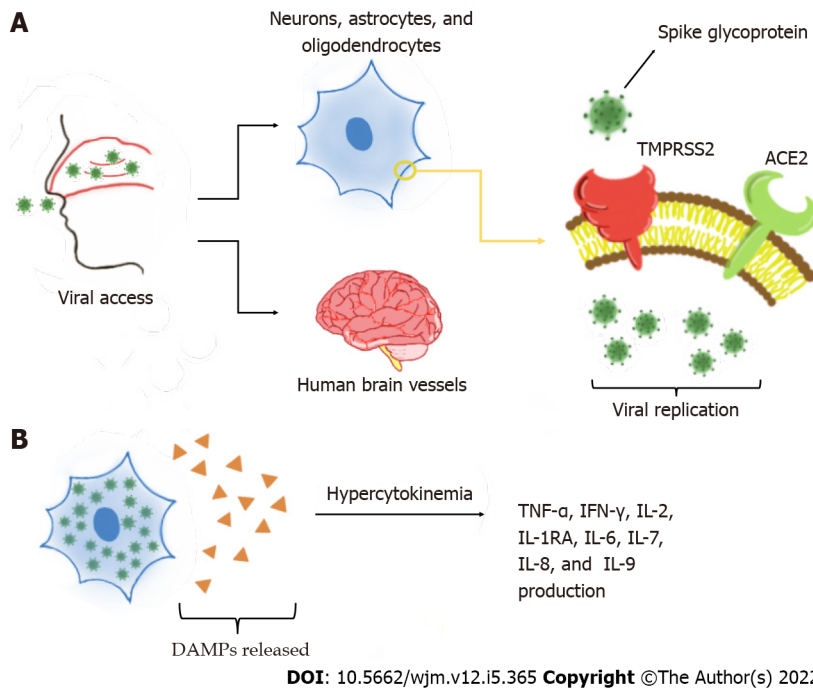 A
Neurons, astrocytes, and
oligodendrocytes
Spike glycoprotein
TMPRSS2
ACE2
Viral access
Human brain vessels
Viral replication
B
Hypercytokinemia
TNF-α, IFN-γ, IL-2,
IL-1RA, IL-6, IL-7,
IL-8, and IL-9
production
DAMPs released
DOI: 10.5662/wjm.v12.i5.365 Copyright ©The Author(s) 2022